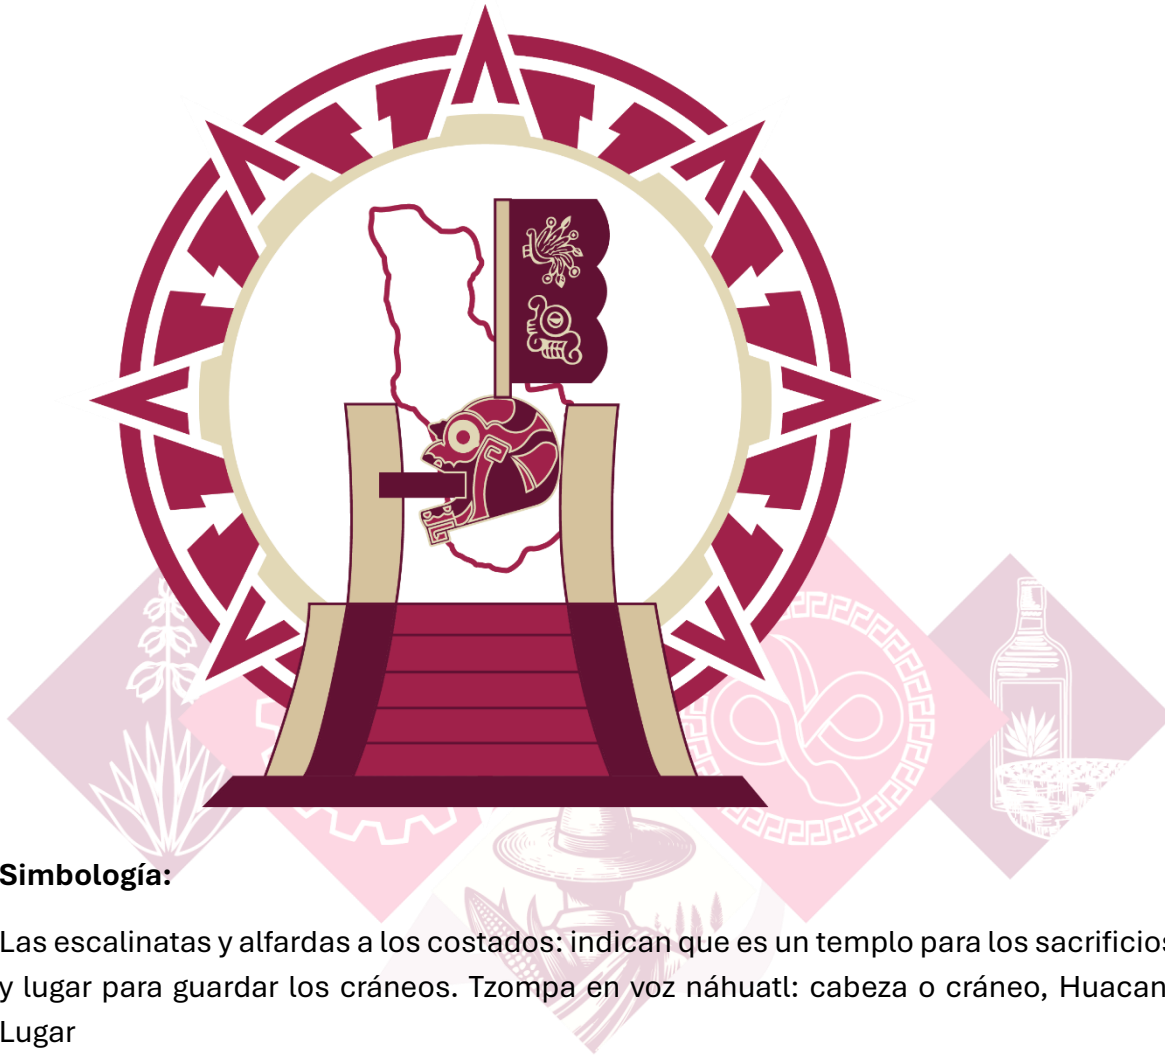 Simbología:
Las escalinatas y alfardas a los costados: indican que es un templo para los sacrificios
y lugar para guardar los cráneos. Tzompa en voz náhuatl: cabeza o cráneo, Huacan
Lugar